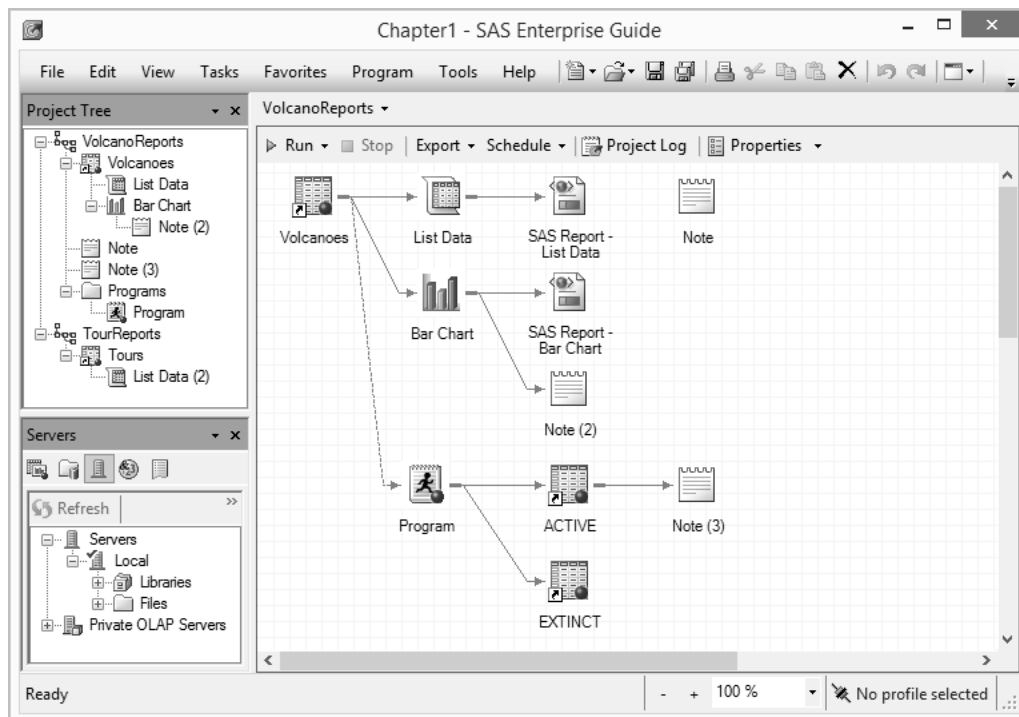 Chapter1 - SAS Enterprise Guide
File Edit View Tasks Favorites Program Tools Help
Project Tree
VolcanoReports
Volcanoes
List Data
Bar Chart
Note (2)
Note
Note (3)
Programs
Program
TourReports
Tours
List Data (2)
Servers
Refresh
»
Servers
Local
Libraries
Files
Private OLAP Servers
VolcanoReports
Run Stop Export Schedule Project Log Properties
Volcanoes
List Data
SAS Report -
List Data
Note
Bar Chart
SAS Report -
Bar Chart
Note (2)
Program
ACTIVE
Note (3)
EXTINCT
Ready
- + 100 % No profile selected